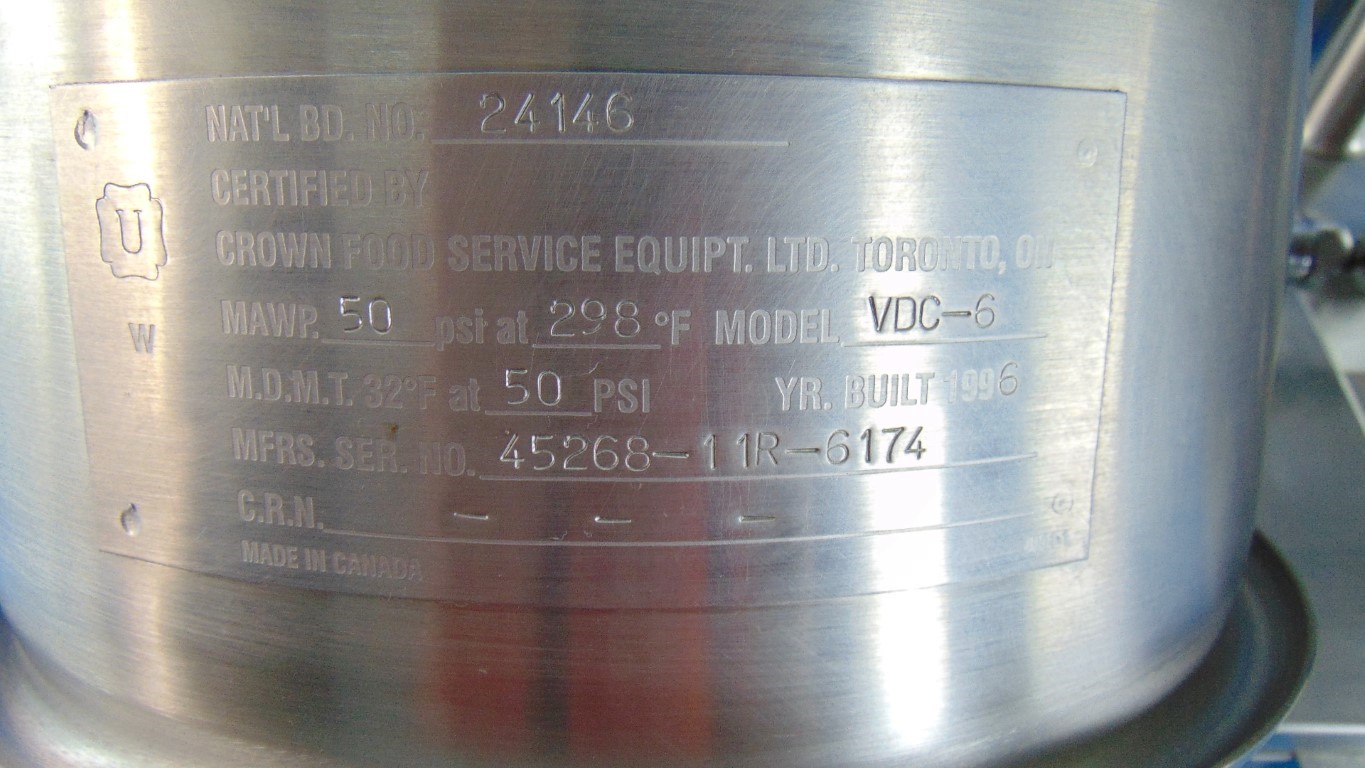 NAT'L BD. NO. 24146
CERTIFIED BY
U
CROWN FOOD SERVICE EQUIPT. LTD. TORONTO, ON
W
MAWP. 50 psi at 298 °F MODEL VDC-6
M.D.M.T. 32°F at 50 PSI YR. BUILT 1996
MFRS. SER. NO. 45268-11R-6174
C.R.N. - - -
MADE IN CANADA